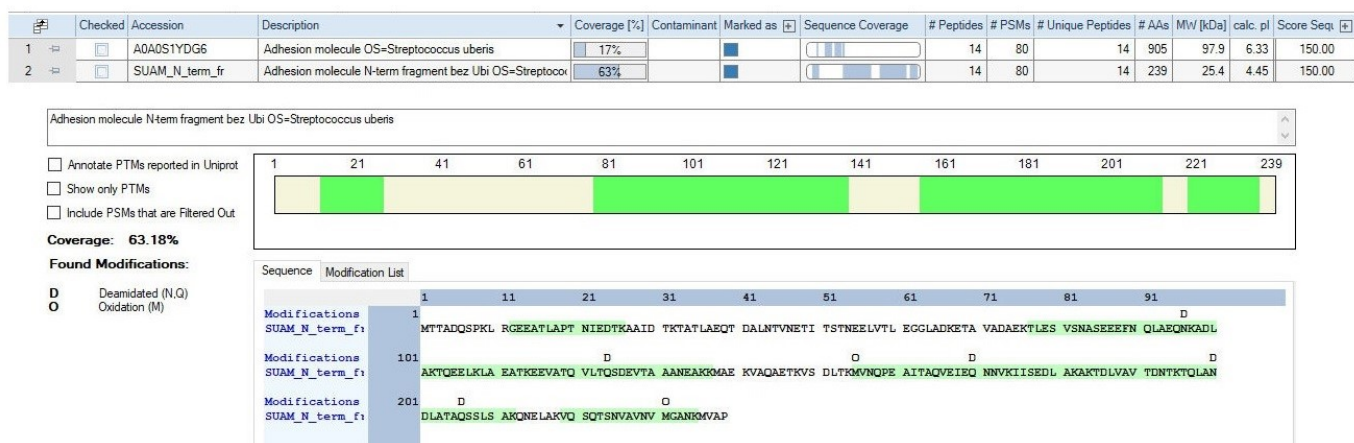 Checked Accession Description Coverage [%] Contaminant Marked as Sequence Coverage # Peptides # PSMs # Unique Peptides # AAs MW [kDa] calc. pI Score Sequ
1 A0A0S1YDG6 Adhesion molecule OS=Streptococcus uberis 17% 14 80 14 905 97.9 6.33 150.00
2 SUAM_N_term_fr Adhesion molecule N-term fragment bez Ubi OS=Streptoco 63% 14 80 14 239 25.4 4.45 150.00
Adhesion molecule N-term fragment bez Ubi OS=Streptococcus uberis
Annotate PTMs reported in Uniprot
Show only PTMs
Include PSMs that are Filtered Out
Coverage: 63.18%
Found Modifications:
D Deamidated (N,Q)
O Oxidation (M)
1 21 41 61 81 101 121 141 161 181 201 221 239
Sequence Modification List
1 11 21 31 41 51 61 71 81 91
Modifications 1 D
SUAM_N_term_f MTTADQSPKL RGEEATLAPT NIEDTKAAID TKTATLAEQT DALNTVNETI TSTNEELVTL EGGLADKETA VADAEKTLES VSNASEEEFN QLAEQNKADL
Modifications 101 D O D D
SUAM_N_term_f AKTQEELKLA EATKEEVATQ VLTQSDEVTA AANEAKKMAE KVAQAETKVS DLTKMVNQPE AITAQVEIEQ NNVKIISEDL AKAKTDLVAV TDNTKTQLAN
Modifications 201 D O
SUAM_N_term_f DLATAQSSLS AKQNELAKVQ SQTSNVAVNV MGANKMVAP